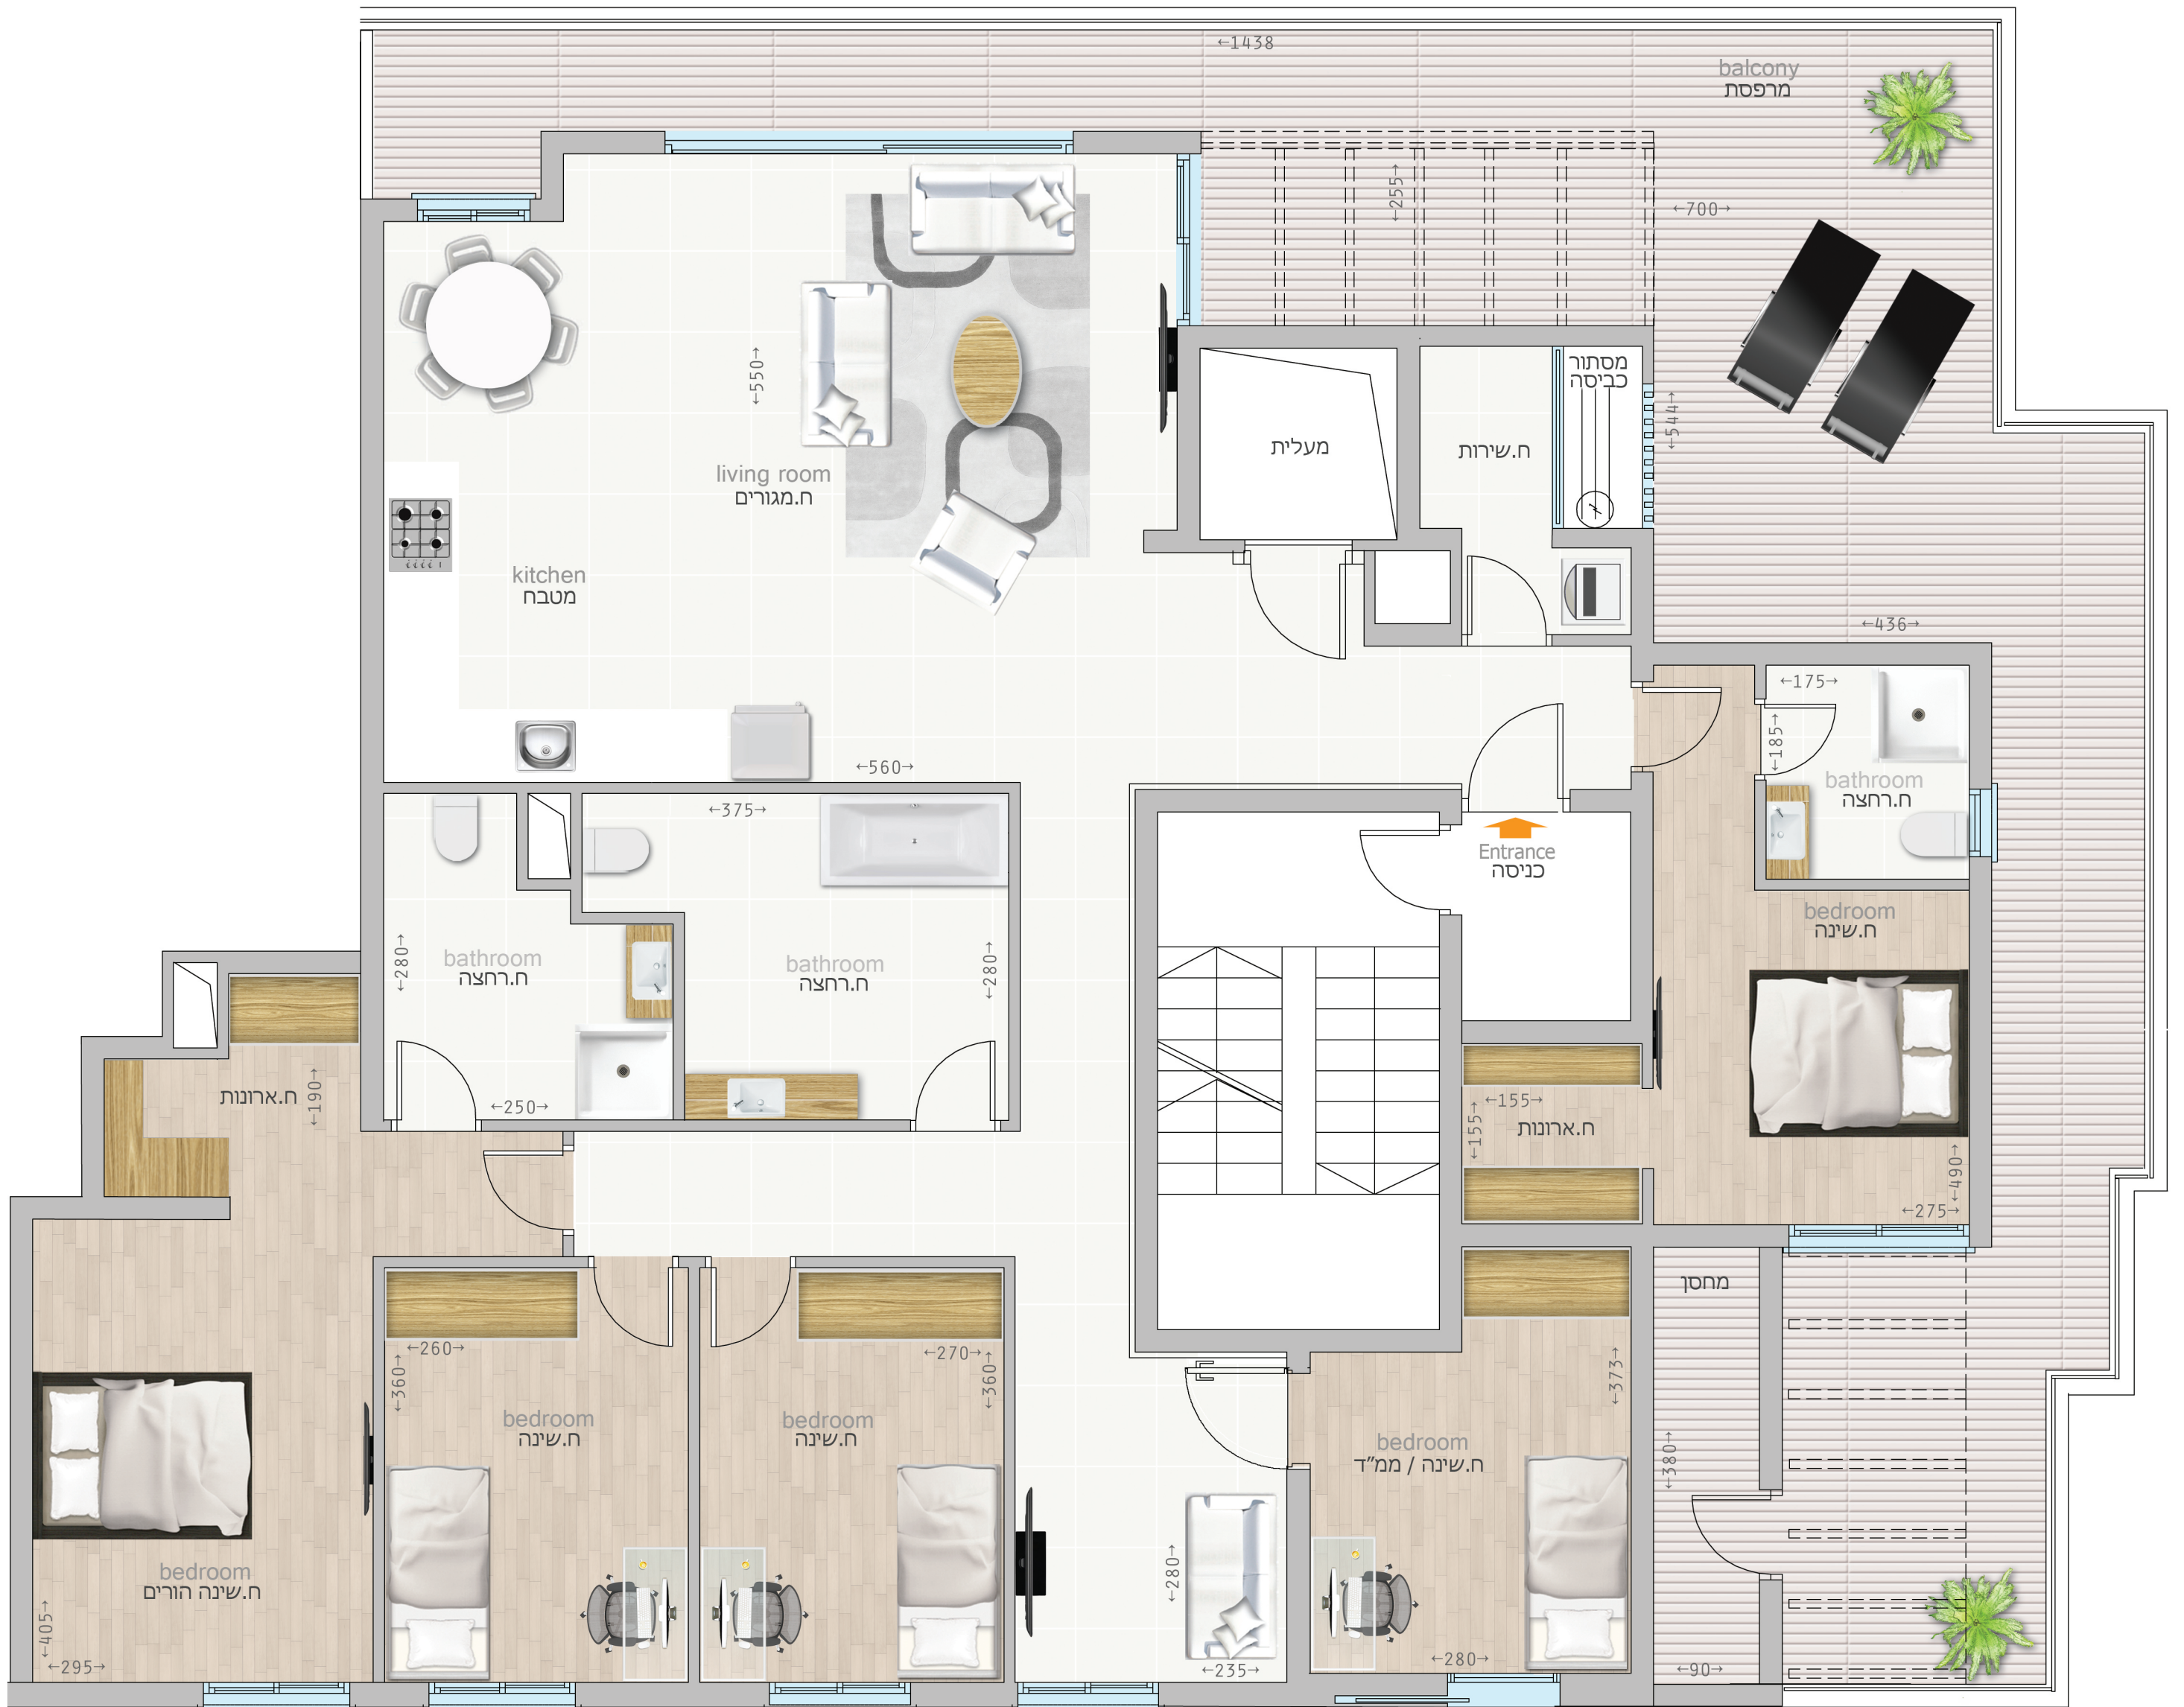 ←1438→
balcony
מרפסת
←255→
←700→
←550→
living room
ח.מגורים
kitchen
מטבח
מעלית
ח.שירות
מסתור
כביסה
←544→
←436→
←560→
←175→
←185→
bathroom
ח.רחצה
Entrance
כניסה
←375→
←280→
bathroom
ח.רחצה
←250→
bathroom
ח.רחצה
←280→
bedroom
ח.שינה
←490→
←275→
ח.ארונות
←190→
←155→
←155→
ח.ארונות
מחסן
←260→
←360→
bedroom
ח.שינה
←270→
←360→
bedroom
ח.שינה
←373→
bedroom
ח.שינה / ממ״ד
←380→
bedroom
ח.שינה הורים
←405→
←295→
←280→
←235→
←280→
←90→